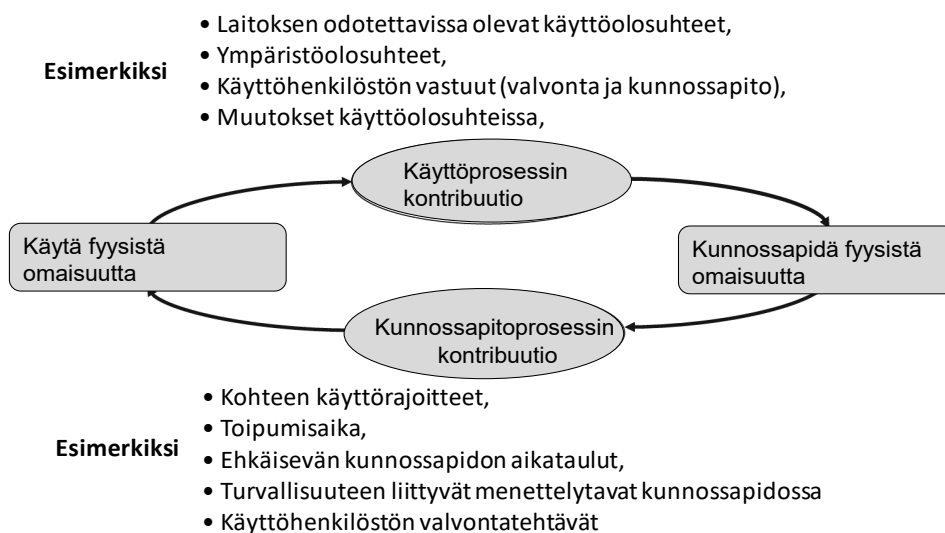 • Laitoksen odotettavissa olevat käyttöolosuhteet,
• Ympäristöolosuhteet,
Esimerkiksi
• Käyttöhenkilöstön vastuut (valvonta ja kunnossapito),
• Muutokset käyttöolosuhteissa,
Käyttöprosessin
kontribuutio
Käytä fyysistä
omaisuutta
Kunnossapidä fyysistä
omaisuutta
Kunnossapitoprosessin
kontribuutio
• Kohteen käyttörajoitteet,
• Toipumisaika,
Esimerkiksi
• Ehkäisevän kunnossapidon aikataulut,
• Turvallisuuteen liittyvät menettelytavat kunnossapidossa
• Käyttöhenkilöstön valvontatehtävät